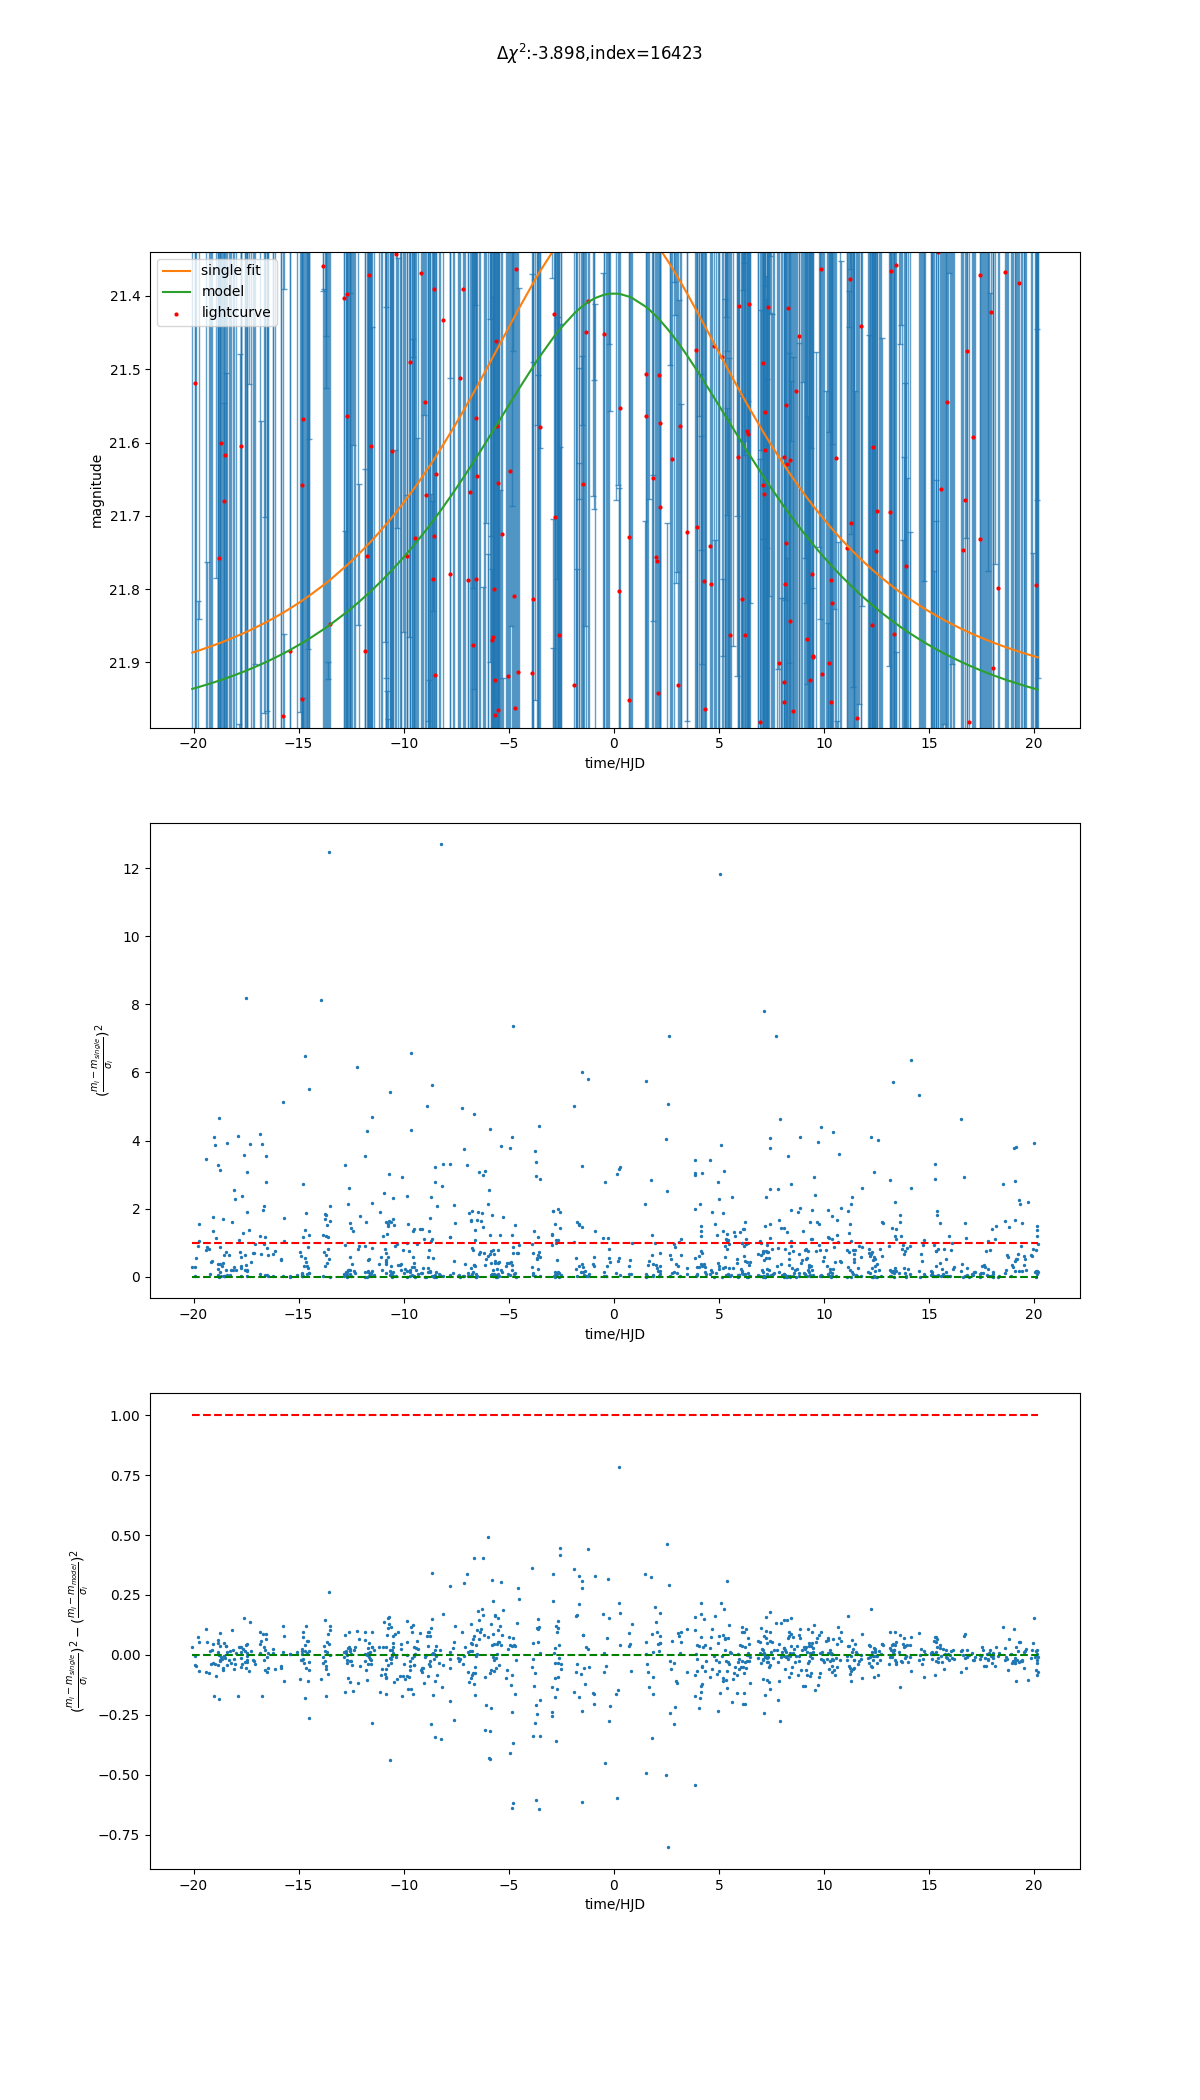 Δχ²:-3.898,index=16423
single fit
model
lightcurve
magnitude
21.4
21.5
21.6
21.7
21.8
21.9
−20 −15 −10 −5 0 5 10 15 20
time/HJD
((m_i − m_single)/σ_i)²
12
10
8
6
4
2
0
−20 −15 −10 −5 0 5 10 15 20
time/HJD
((m_i − m_single)/σ_i)² − ((m_i − m_model)/σ_i)²
1.00
0.75
0.50
0.25
0.00
−0.25
−0.50
−0.75
−20 −15 −10 −5 0 5 10 15 20
time/HJD